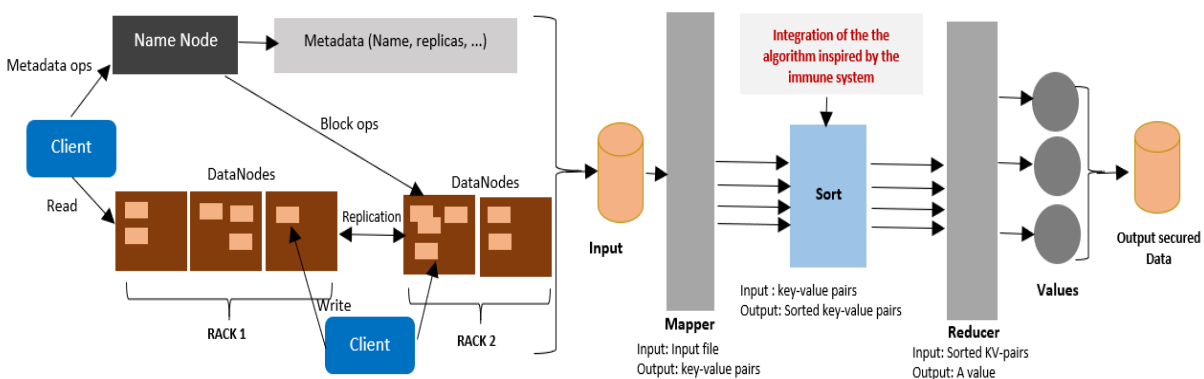 Name Node
Metadata (Name, replicas, ...)
Metadata ops
Client
Block ops
Read
DataNodes
DataNodes
Replication
Write
RACK 1
Client
RACK 2
Input
Mapper
Input: Input file
Output: key-value pairs
Integration of the the
algorithm inspired by the
immune system
Sort
Input : key-value pairs
Output: Sorted key-value pairs
Reducer
Input: Sorted KV-pairs
Output: A value
Values
Output secured
Data